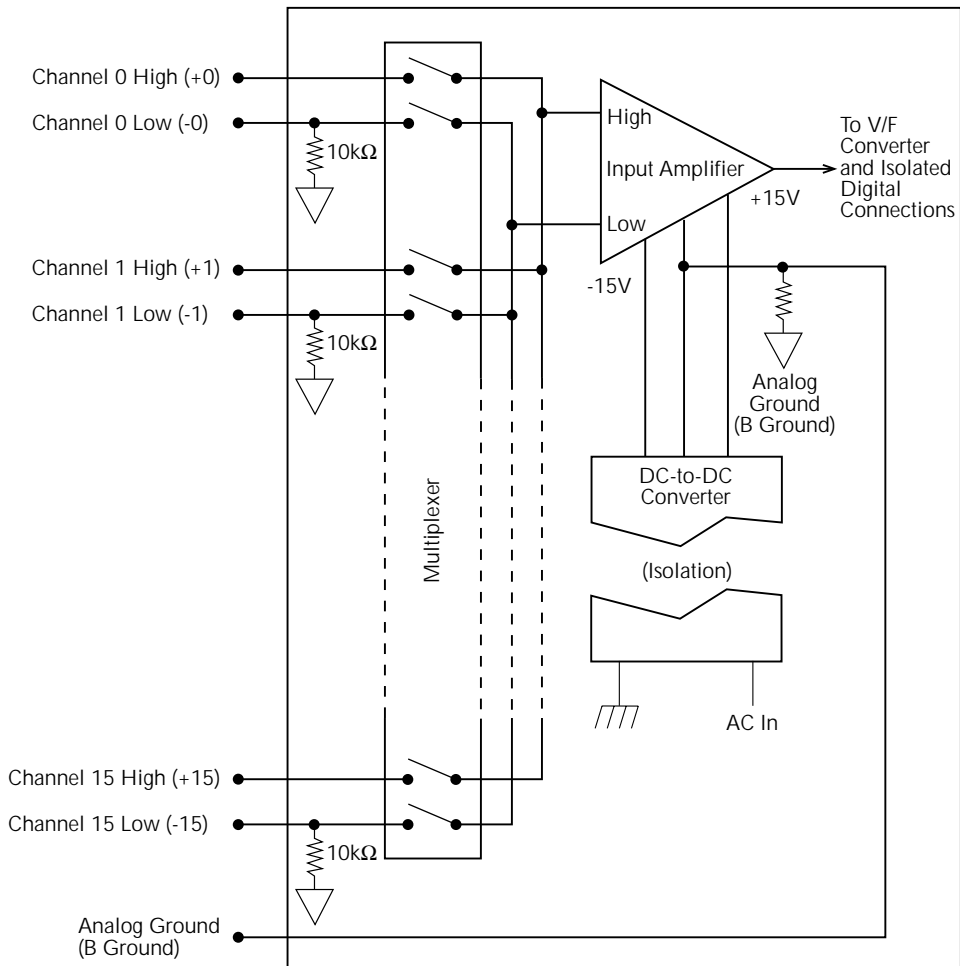 Channel 0 High (+0)
Channel 0 Low (-0)
10kΩ
Channel 1 High (+1)
Channel 1 Low (-1)
10kΩ
Multiplexer
Channel 15 High (+15)
Channel 15 Low (-15)
10kΩ
Analog Ground
(B Ground)
High
Input Amplifier
Low
+15V
-15V
To V/F
Converter
and Isolated
Digital
Connections
Analog
Ground
(B Ground)
DC-to-DC
Converter
(Isolation)
AC In